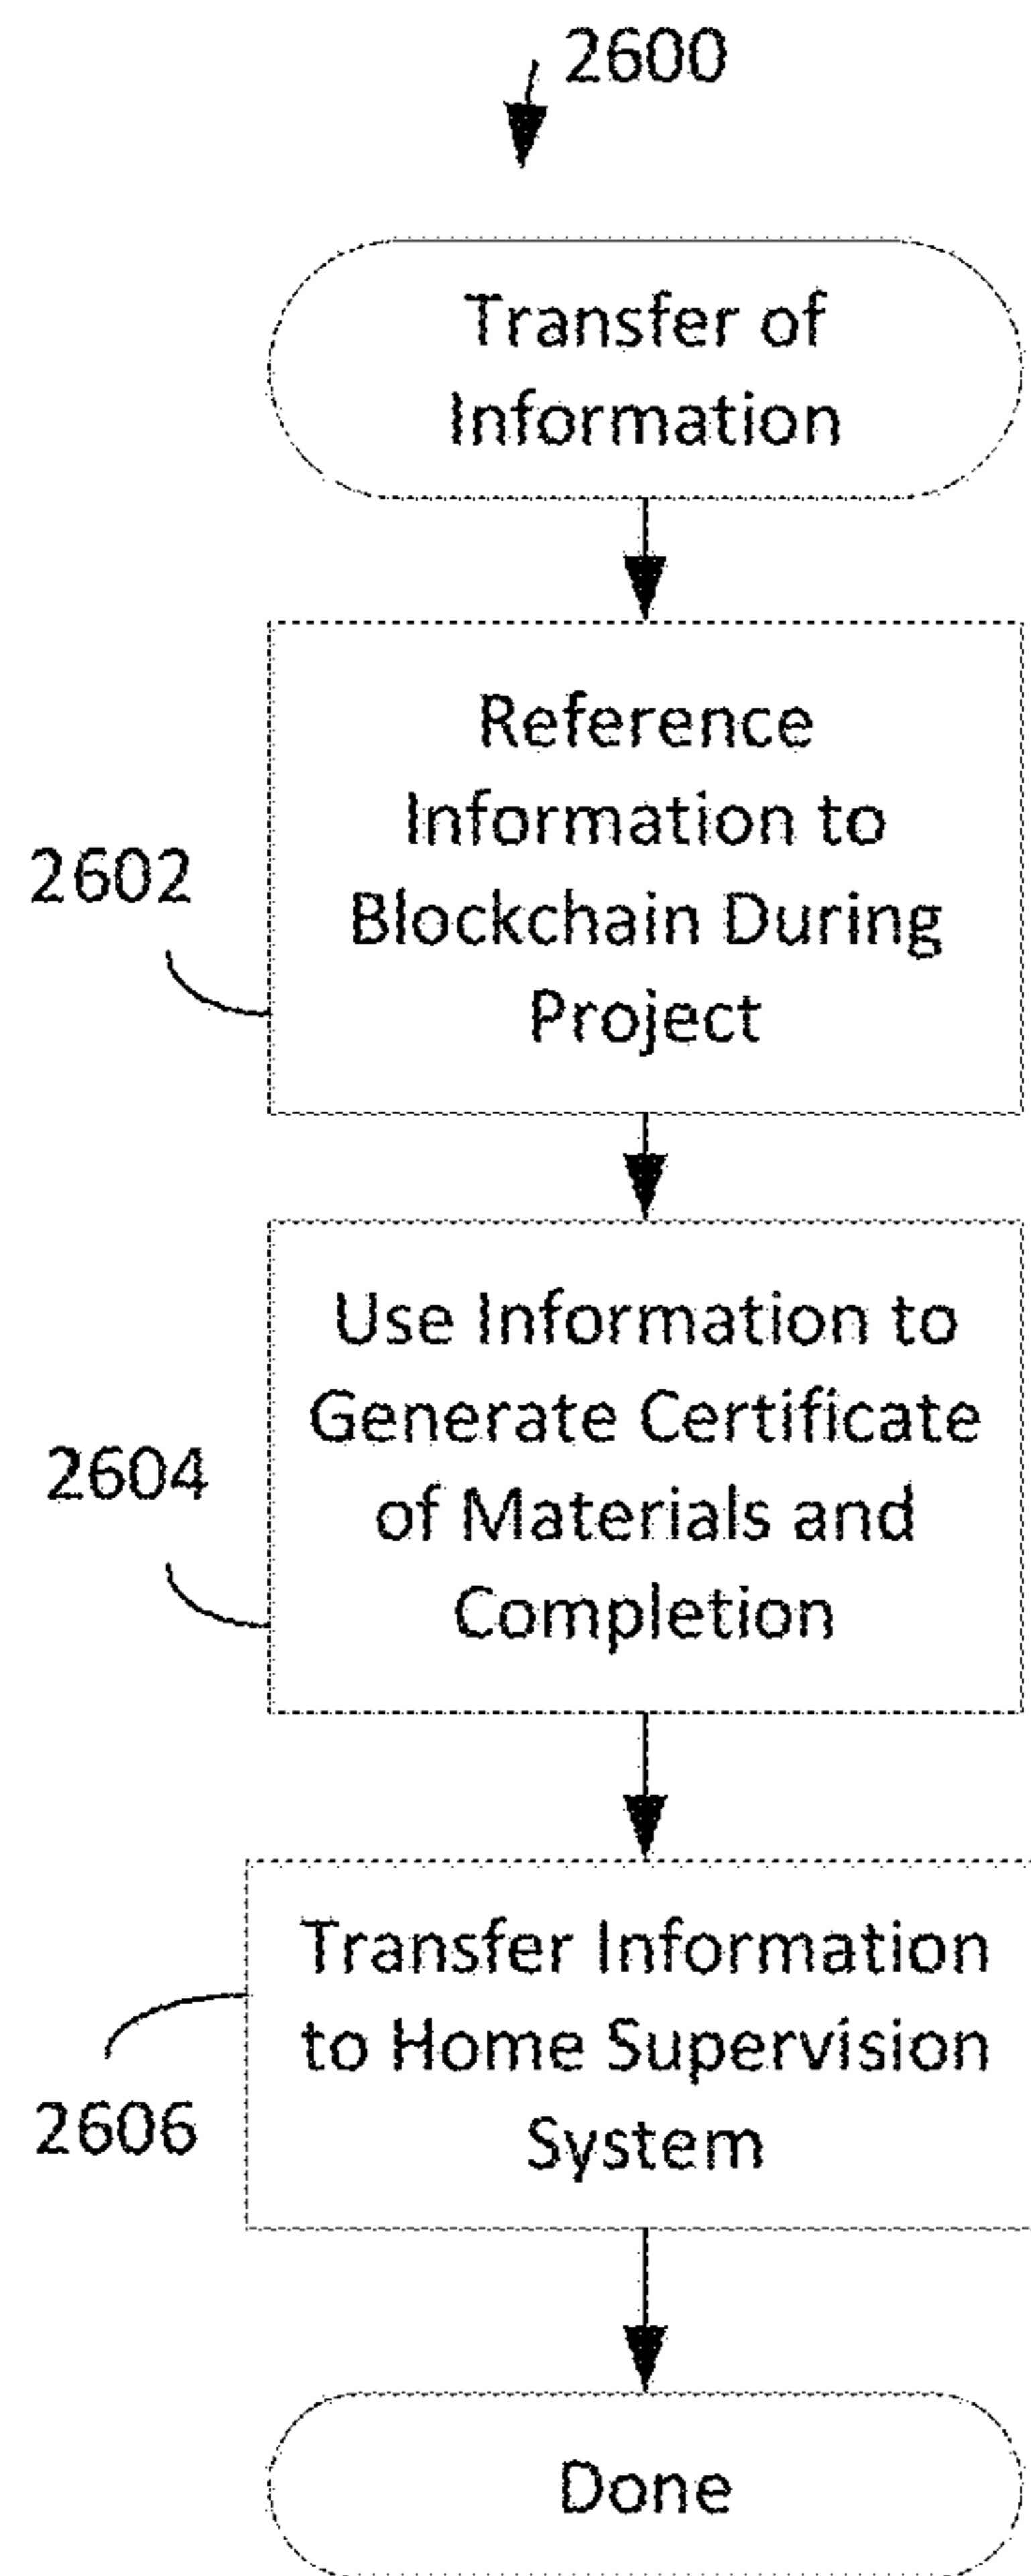 2600
Transfer of
Information
Reference
Information to
Blockchain During
Project
2602
Use Information to
Generate Certificate
of Materials and
Completion
2604
Transfer Information
to Home Supervision
System
2606
Done